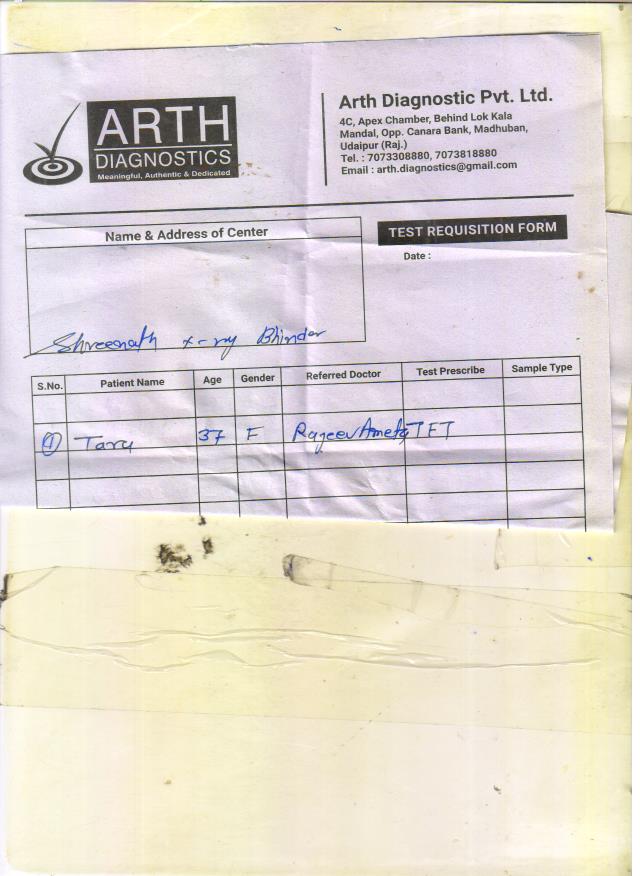 ARTH
DIAGNOSTICS
Meaningful, Authentic & Dedicated
Arth Diagnostic Pvt. Ltd.
4C, Apex Chamber, Behind Lok Kala
Mandal, Opp. Canara Bank, Madhuban,
Udaipur (Raj.)
Tel. : 7073308880, 7073818880
Email : arth.diagnostics@gmail.com
Name & Address of Center
TEST REQUISITION FORM
Date :
Shreenath x-ray Bhinder
S.No. Patient Name Age Gender Referred Doctor Test Prescribe Sample Type
1 Taru 37 F Rajeev Ameta TFT